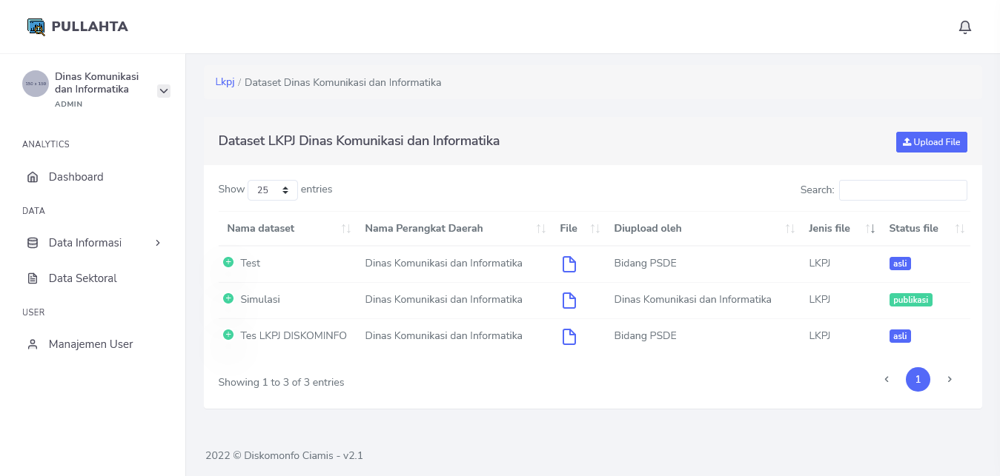 PULLAHTA
150 x 150
Dinas Komunikasi
dan Informatika
ADMIN
ANALYTICS
Dashboard
DATA
Data Informasi
Data Sektoral
USER
Manajemen User
Lkpj / Dataset Dinas Komunikasi dan Informatika
Dataset LKPJ Dinas Komunikasi dan Informatika
Upload File
Show 25 entries
Search:
Nama dataset Nama Perangkat Daerah File Diupload oleh Jenis file Status file
Test Dinas Komunikasi dan Informatika Bidang PSDE LKPJ asli
Simulasi Dinas Komunikasi dan Informatika Dinas Komunikasi dan Informatika LKPJ publikasi
Tes LKPJ DISKOMINFO Dinas Komunikasi dan Informatika Bidang PSDE LKPJ asli
Showing 1 to 3 of 3 entries
1
2022 © Diskomonfo Ciamis - v2.1